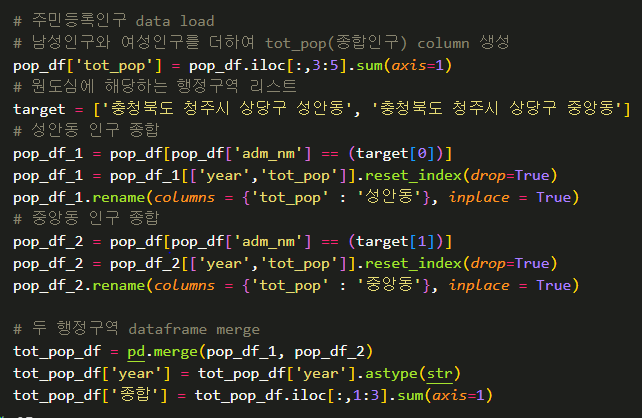 # 주민등록인구 data load
# 남성인구와 여성인구를 더하여 tot_pop(종합인구) column 생성
pop_df['tot_pop'] = pop_df.iloc[:,3:5].sum(axis=1)
# 원도심에 해당하는 행정구역 리스트
target = ['충청북도 청주시 상당구 성안동', '충청북도 청주시 상당구 중앙동']
# 성안동 인구 종합
pop_df_1 = pop_df[pop_df['adm_nm'] == (target[0])]
pop_df_1 = pop_df_1[['year','tot_pop']].reset_index(drop=True)
pop_df_1.rename(columns = {'tot_pop' : '성안동'}, inplace = True)
# 중앙동 인구 종합
pop_df_2 = pop_df[pop_df['adm_nm'] == (target[1])]
pop_df_2 = pop_df_2[['year','tot_pop']].reset_index(drop=True)
pop_df_2.rename(columns = {'tot_pop' : '중앙동'}, inplace = True)
# 두 행정구역 dataframe merge
tot_pop_df = pd.merge(pop_df_1, pop_df_2)
tot_pop_df['year'] = tot_pop_df['year'].astype(str)
tot_pop_df['종합'] = tot_pop_df.iloc[:,1:3].sum(axis=1)